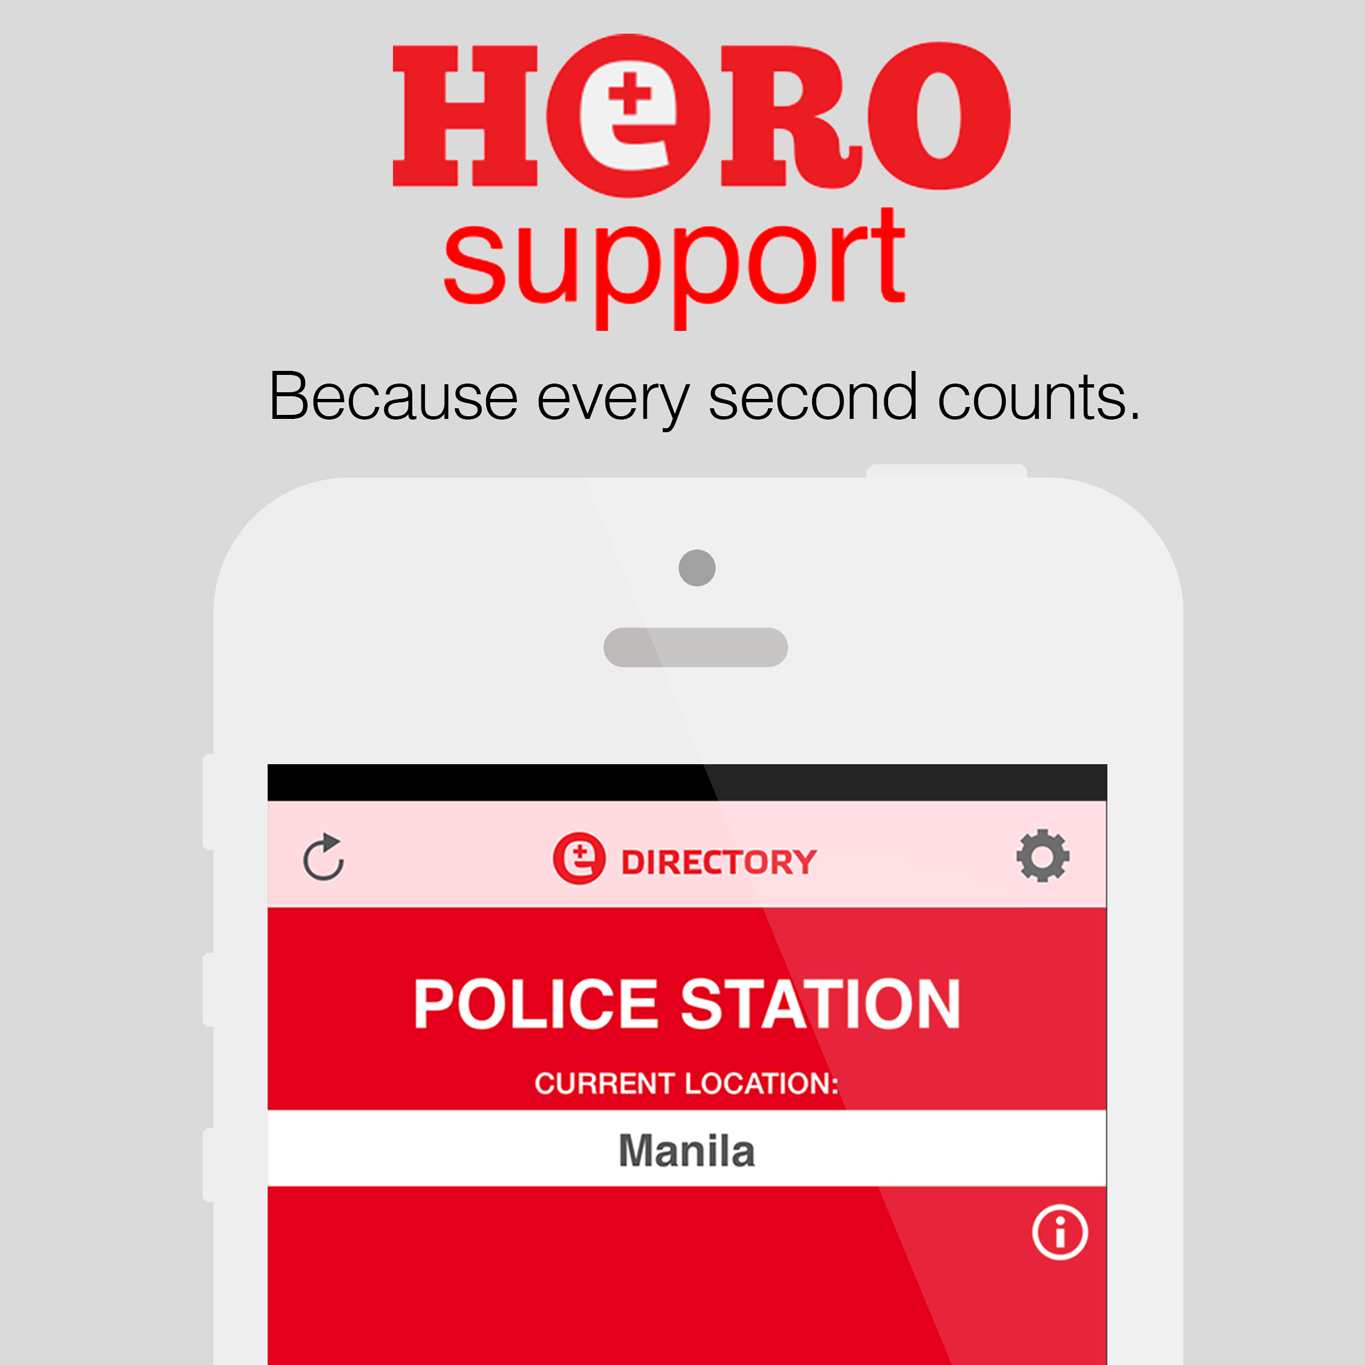 HeRO
support
Because every second counts.
e DIRECTORY
POLICE STATION
CURRENT LOCATION:
Manila